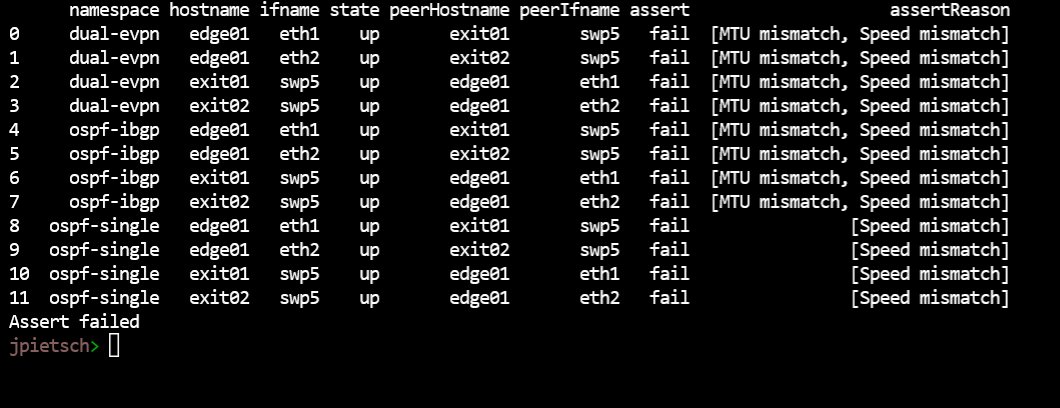 namespace hostname ifname state peerHostname peerIfname assert assertReason
0 dual-evpn edge01 eth1 up exit01 swp5 fail [MTU mismatch, Speed mismatch]
1 dual-evpn edge01 eth2 up exit02 swp5 fail [MTU mismatch, Speed mismatch]
2 dual-evpn exit01 swp5 up edge01 eth1 fail [MTU mismatch, Speed mismatch]
3 dual-evpn exit02 swp5 up edge01 eth2 fail [MTU mismatch, Speed mismatch]
4 ospf-ibgp edge01 eth1 up exit01 swp5 fail [MTU mismatch, Speed mismatch]
5 ospf-ibgp edge01 eth2 up exit02 swp5 fail [MTU mismatch, Speed mismatch]
6 ospf-ibgp exit01 swp5 up edge01 eth1 fail [MTU mismatch, Speed mismatch]
7 ospf-ibgp exit02 swp5 up edge01 eth2 fail [MTU mismatch, Speed mismatch]
8 ospf-single edge01 eth1 up exit01 swp5 fail [Speed mismatch]
9 ospf-single edge01 eth2 up exit02 swp5 fail [Speed mismatch]
10 ospf-single exit01 swp5 up edge01 eth1 fail [Speed mismatch]
11 ospf-single exit02 swp5 up edge01 eth2 fail [Speed mismatch]
Assert failed
jpietsch>